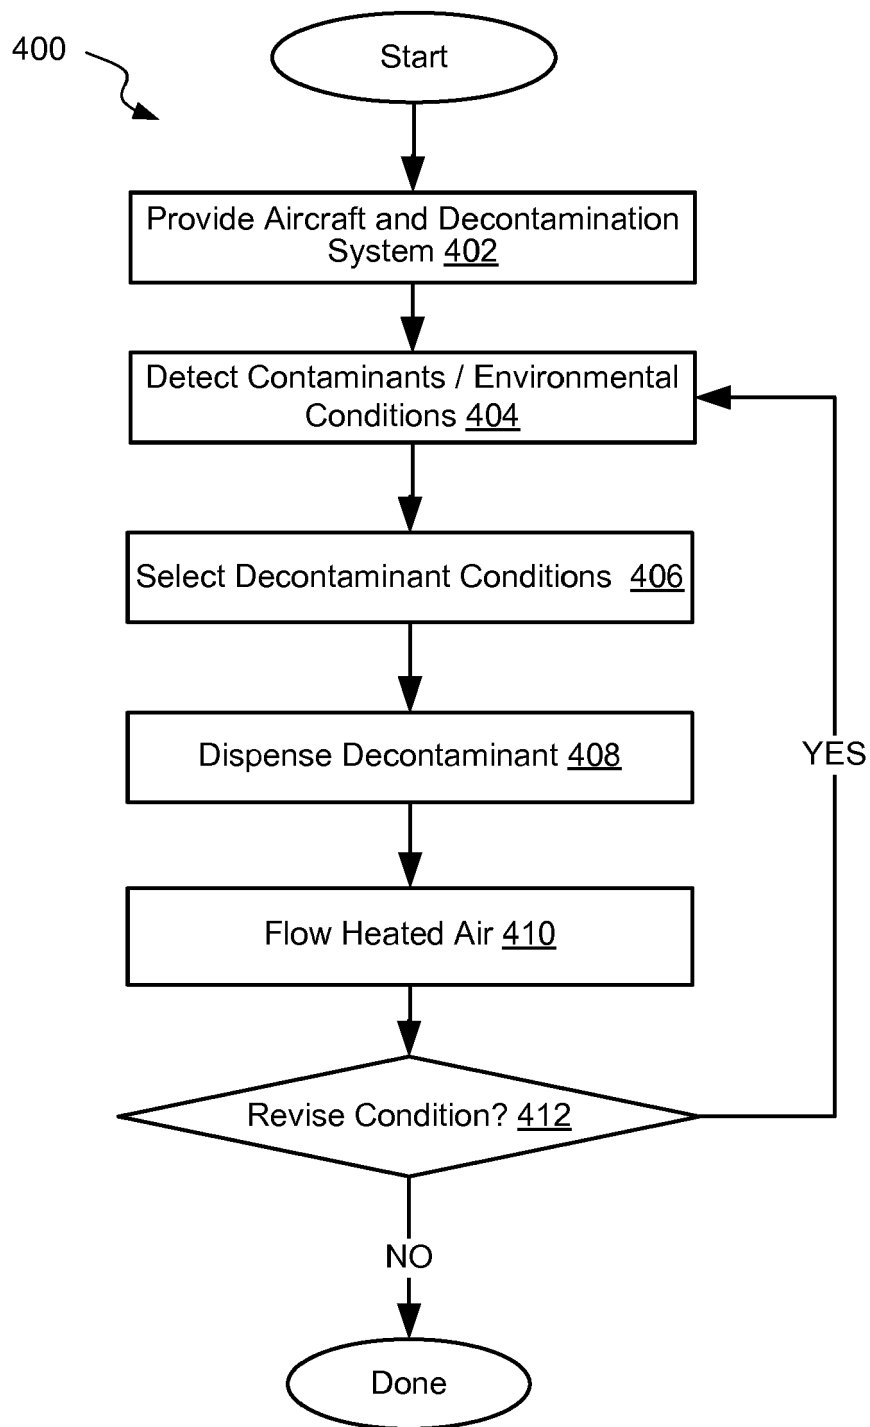 400
Start
Provide Aircraft and Decontamination
System 402
Detect Contaminants / Environmental
Conditions 404
Select Decontaminant Conditions 406
Dispense Decontaminant 408
YES
Flow Heated Air 410
Revise Condition? 412
NO
Done